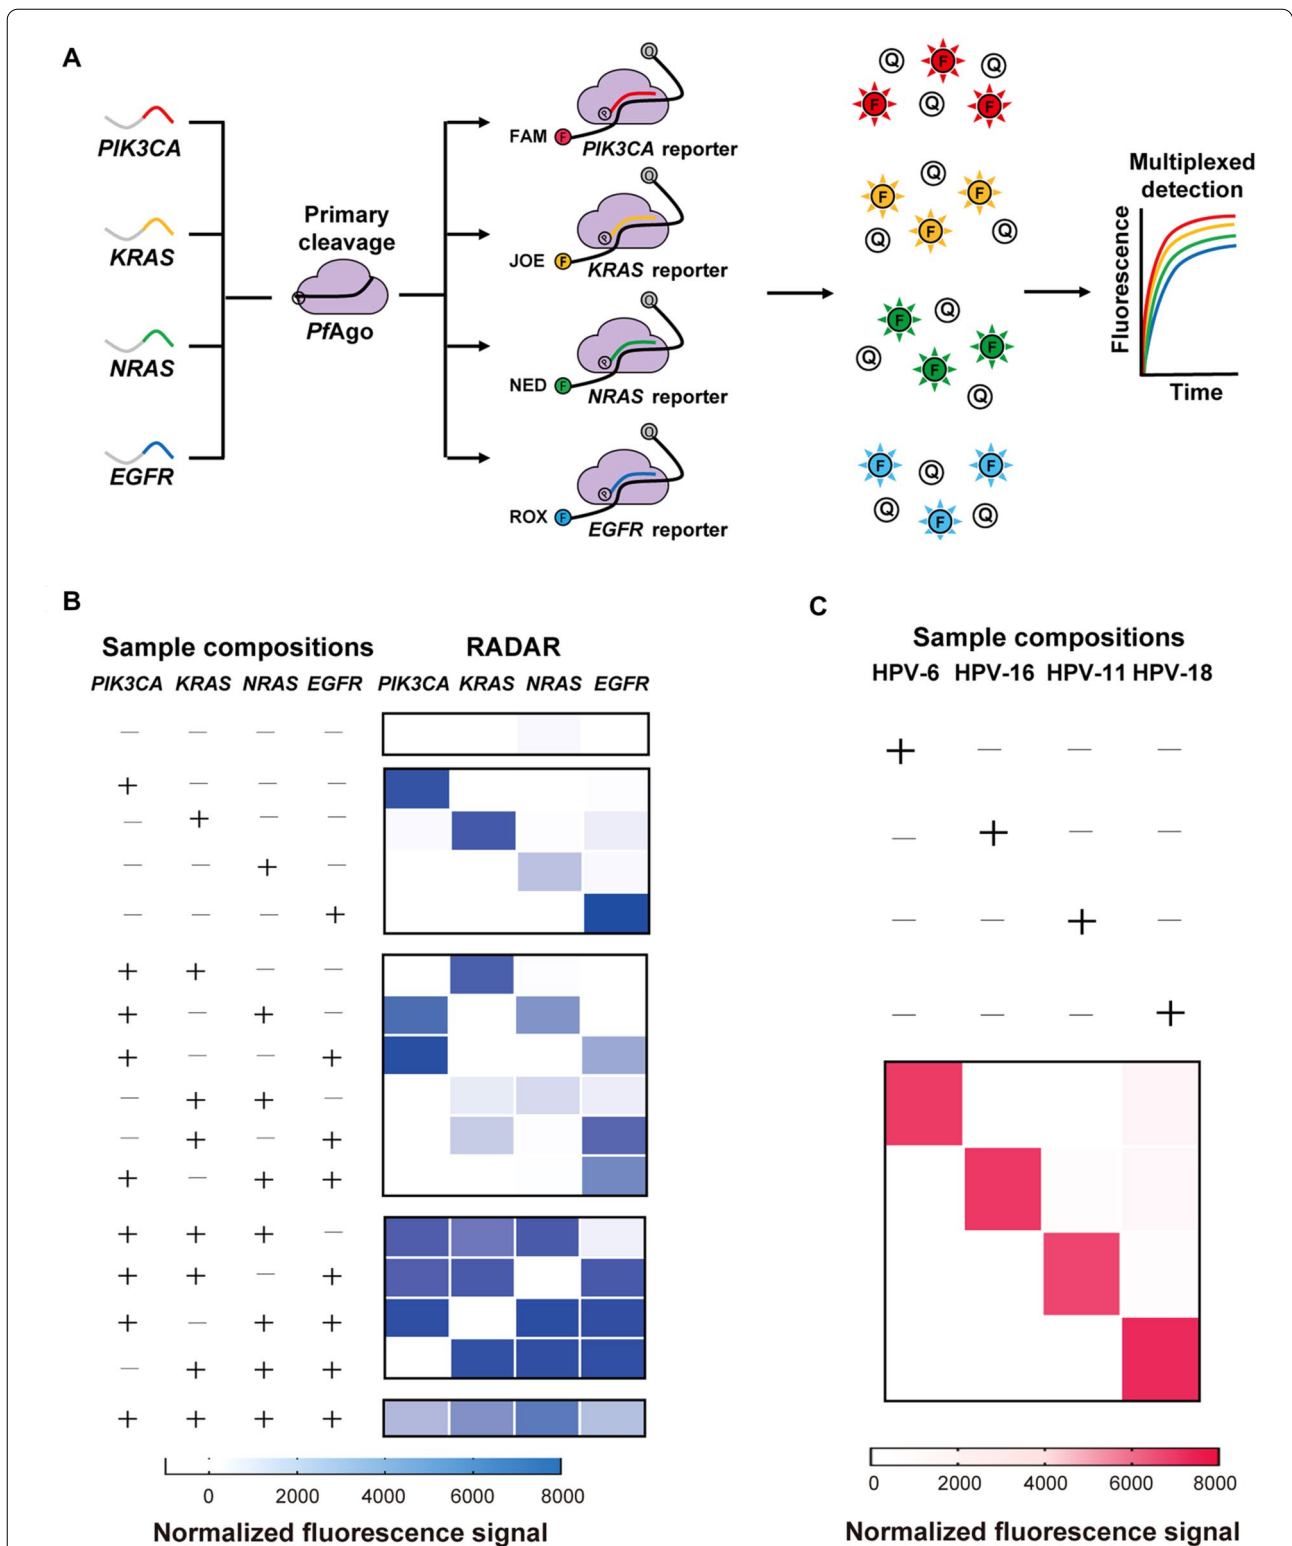 A
PIK3CA
KRAS
NRAS
EGFR
Primary
cleavage
PfAgo
Q
FAM
F
PIK3CA reporter
Q
JOE
F
KRAS reporter
Q
NED
F
NRAS reporter
Q
ROX
F
EGFR reporter
Q F Q
F Q F
Q
F F
F
Q Q
F Q
Q F
F
Q
F Q F
Q F Q
Multiplexed
detection
Fluorescence
Time
B
Sample compositions RADAR
PIK3CA KRAS NRAS EGFR PIK3CA KRAS NRAS EGFR
— — — —
+ — — —
— + — —
— — + —
— — — +
+ + — —
+ — + —
+ — — +
— + + —
— + — +
+ — + +
+ + + —
+ + — +
+ — + +
— + + +
+ + + +
0 2000 4000 6000 8000
Normalized fluorescence signal
C
Sample compositions
HPV-6 HPV-16 HPV-11 HPV-18
+ — — —
— + — —
— — + —
— — — +
0 2000 4000 6000 8000
Normalized fluorescence signal